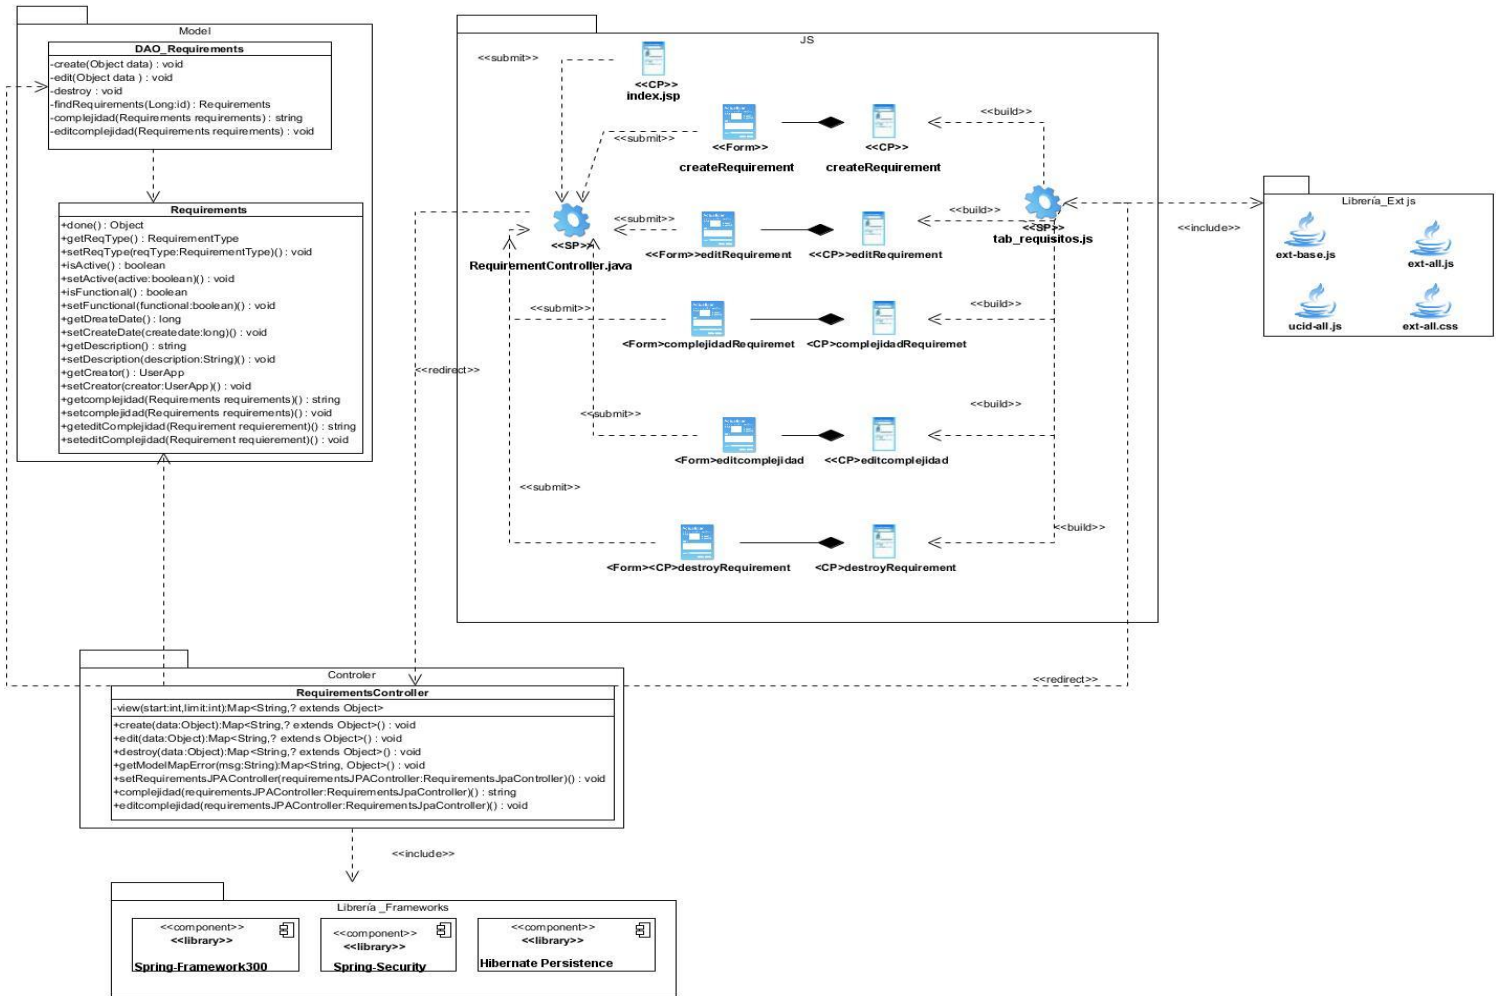 Model
DAO_Requirements
-create(Object data) : void
-edit(Object data ) : void
-destroy : void
-findRequirements(Long:id) : Requirements
-complejidad(Requirements requirements) : string
-editcomplejidad(Requirements requirements) : void
Requirements
+done() : Object
+getReqType() : RequirementType
+setReqType(reqType:RequirementType)() : void
+isActive() : boolean
+setActive(active:boolean)() : void
+isFunctional() : boolean
+setFunctional(functional:boolean)() : void
+getDreateDate() : long
+setCreateDate(createdate:long)() : void
+getDescription() : string
+setDescription(description:String)() : void
+getCreator() : UserApp
+setCreator(creator:UserApp)() : void
+getcomplejidad(Requirements requirements)() : string
+setcomplejidad(Requirements requirements)() : void
+geteditComplejidad(Requirement requierement)() : string
+seteditComplejidad(Requirement requierement)() : void
JS
<<submit>>
<<CP>>
index.jsp
<<build>>
<<submit>>
<<Form>>
<<CP>>
createRequirement
createRequirement
<<submit>>
<<build>>
<<SP>>
RequirementController.java
<<Form>>editRequirement
<<CP>>editRequirement
<<SP>>
tab_requisitos.js
<<submit>>
<<build>>
<Form>complejidadRequiremet
<CP>complejidadRequiremet
<<redirect>>
<<submit>>
<<build>>
<Form>editcomplejidad
<<CP>editcomplejidad
<<submit>>
<<build>>
<Form><CP>destroyRequirement
<CP>destroyRequirement
<<include>>
Librería_Ext js
ext-base.js
ext-all.js
ucid-all.js
ext-all.css
<<redirect>>
Controler
RequirementsController
-view(start:int,limit:int):Map<String,? extends Object>
+create(data:Object):Map<String,? extends Object>() : void
+edit(data:Object):Map<String,? extends Object>() : void
+destroy(data:Object):Map<String,? extends Object>() : void
+getModelMapError(msg:String):Map<String, Object>() : void
+setRequirementsJPAController(requirementsJPAController:RequirementsJpaController)() : void
+complejidad(requirementsJPAController:RequirementsJpaController)() : string
+editcomplejidad(requirementsJPAController:RequirementsJpaController)() : void
<<include>>
Librería _Frameworks
<<component>>
<<library>>
Spring-Framework300
<<component>>
<<library>>
Spring-Security
<<component>>
<<library>>
Hibernate Persistence